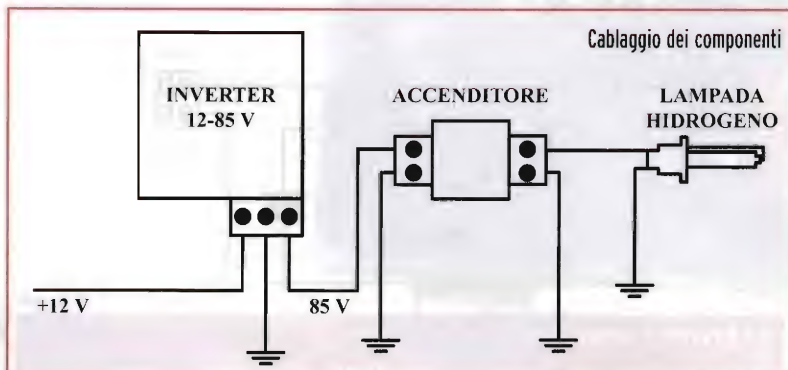 Cablaggio dei componenti
INVERTER
12-85 V
ACCENDITORE
LAMPADA
HIDROGENO
+12 V
85 V